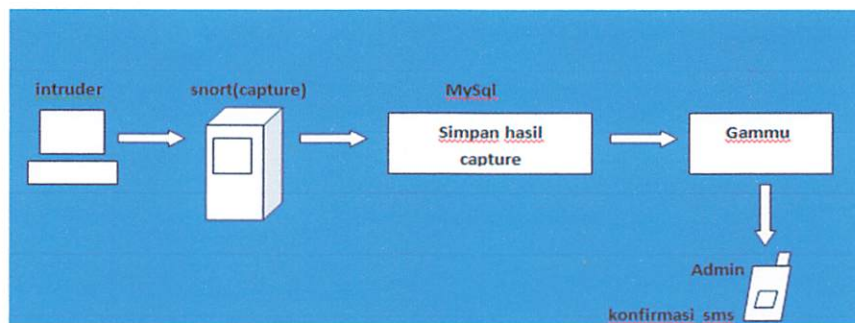 intruder
snort(capture)
MySql
Simpan hasil
capture
Gammu
Admin
konfirmasi sms